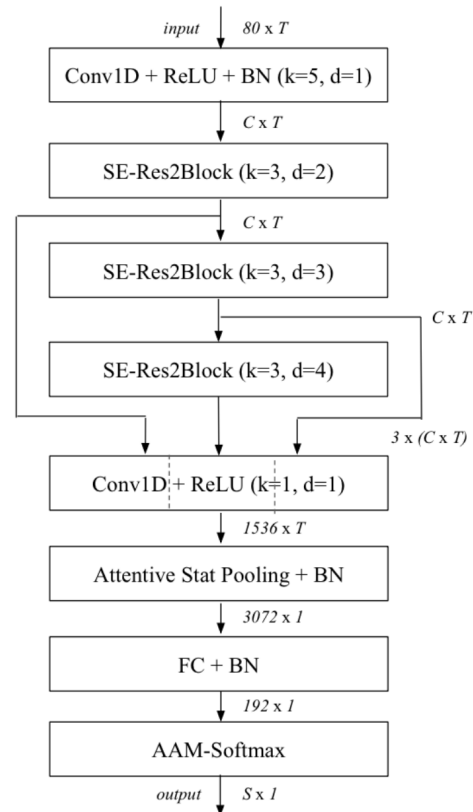 input 80 x T
Conv1D + ReLU + BN (k=5, d=1)
C x T
SE-Res2Block (k=3, d=2)
C x T
SE-Res2Block (k=3, d=3)
C x T
SE-Res2Block (k=3, d=4)
3 x (C x T)
Conv1D + ReLU (k=1, d=1)
1536 x T
Attentive Stat Pooling + BN
3072 x 1
FC + BN
192 x 1
AAM-Softmax
output S x 1